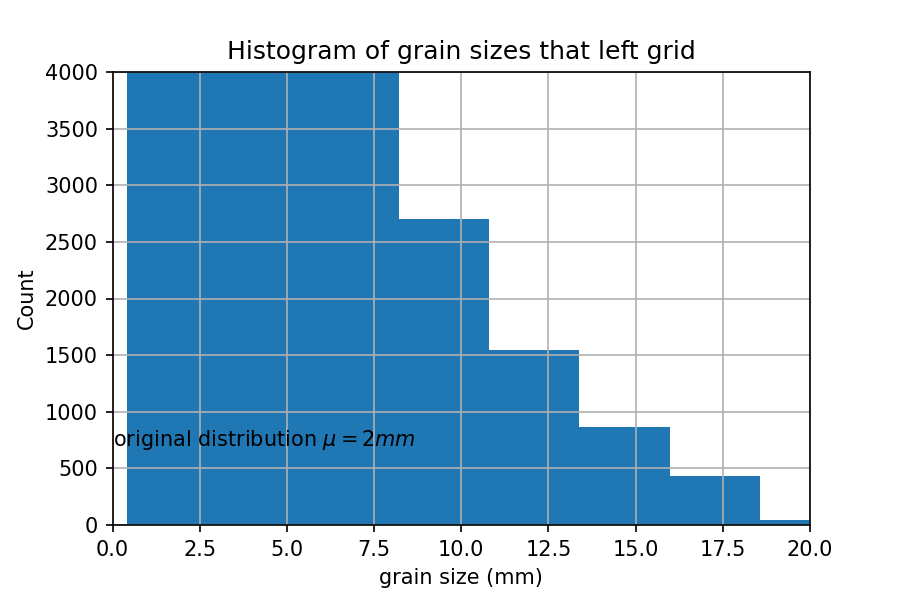 Histogram of grain sizes that left grid
4000
3500
3000
2500
2000
1500
1000
500
0
Count
original distribution μ = 2mm
0.0 2.5 5.0 7.5 10.0 12.5 15.0 17.5 20.0
grain size (mm)